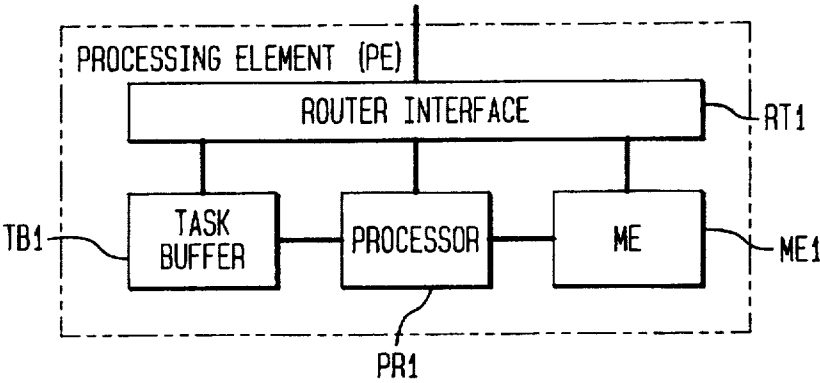 PROCESSING ELEMENT (PE)
ROUTER INTERFACE
RT1
TASK
BUFFER
PROCESSOR
ME
TB1
ME1
PR1